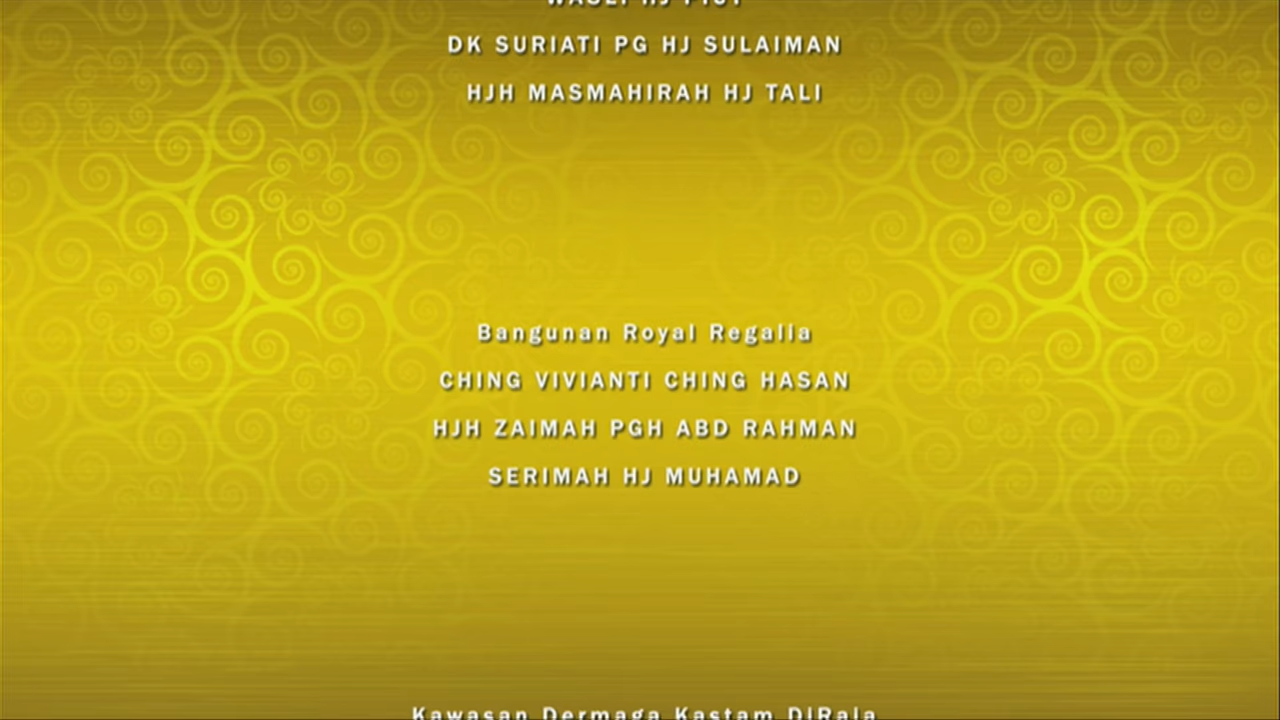 HJ
DK SURIATI PG HJ SULAIMAN
HJH MASMAHIRAH HJ TALI
Bangunan Royal Regalia
CHING VIVIANTI CHING HASAN
HJH ZAIMAH PGH ABD RAHMAN
SERIMAH HJ MUHAMAD
Kawasan Dermaga Kastam DiRaja